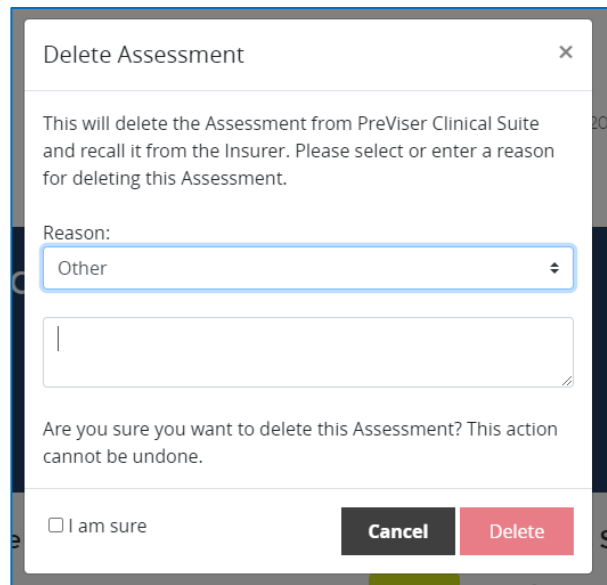 Delete Assessment ×
This will delete the Assessment from PreViser Clinical Suite
and recall it from the Insurer. Please select or enter a reason
for deleting this Assessment.
Reason:
Other
Are you sure you want to delete this Assessment? This action
cannot be undone.
I am sure
Cancel
Delete